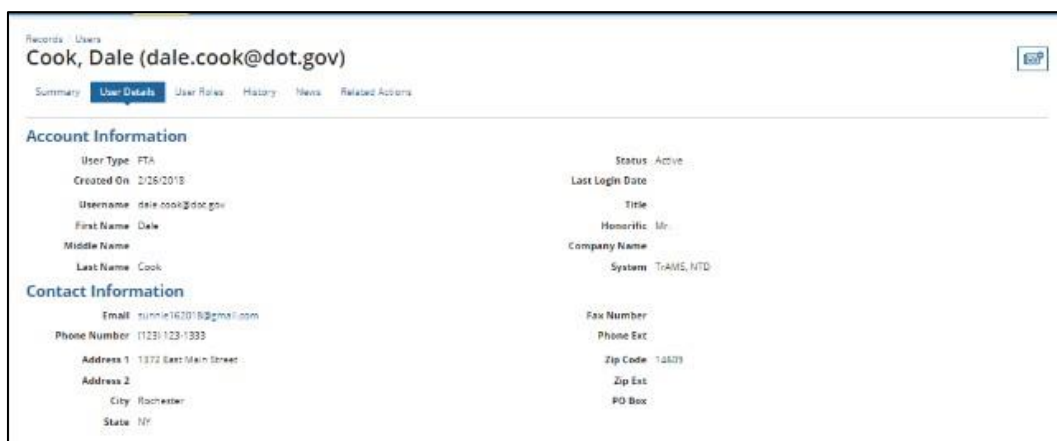 Records Users
Cook, Dale (dale.cook@dot.gov)
Summary User Details User Roles History News Related Actions
Account Information
User Type FTA Status Active
Created On 2/26/2018 Last Login Date
Username dale.cook@dot.gov Title
First Name Dale Honorific Mr.
Middle Name Company Name
Last Name Cook System TrAMS, NTD
Contact Information
Email sunnie162018@gmail.com Fax Number
Phone Number (123) 123-1333 Phone Ext
Address 1 1372 East Main Street Zip Code 14609
Address 2 Zip Ext
City Rochester PO Box
State NY